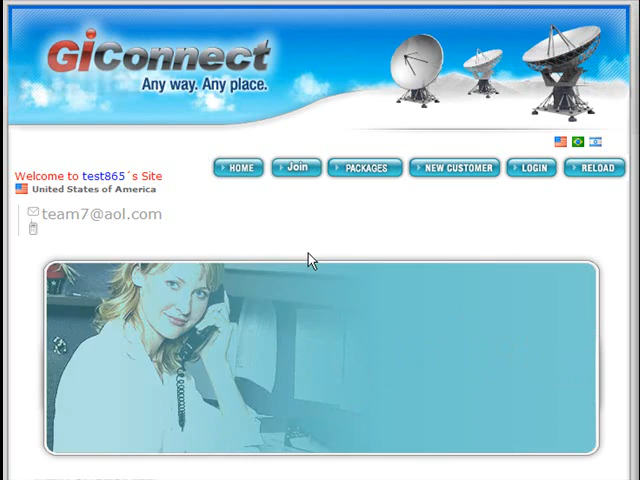 GiConnect
Any way. Any place.
HOME
Join
PACKAGES
NEW CUSTOMER
LOGIN
RELOAD
Welcome to test865´s Site
United States of America
team7@aol.com